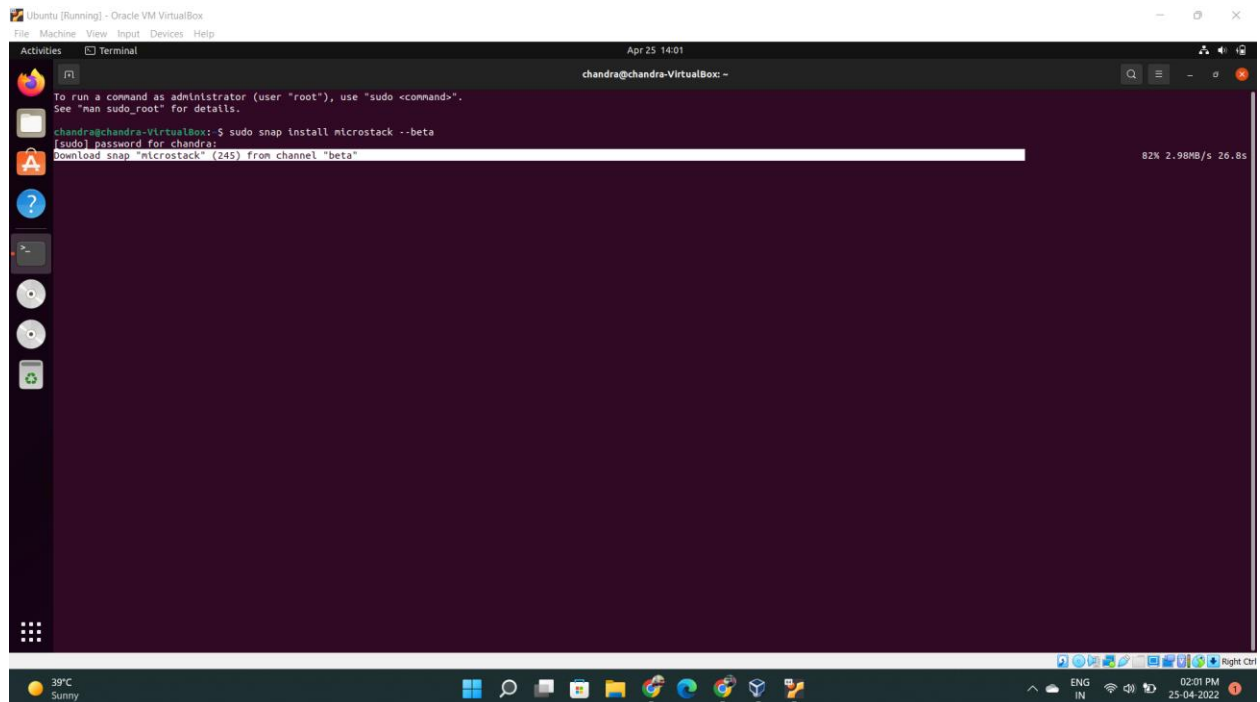 Ubuntu [Running] - Oracle VM VirtualBox
File Machine View Input Devices Help
Activities Terminal Apr 25 14:01
chandra@chandra-VirtualBox: ~
To run a command as administrator (user "root"), use "sudo <command>".
See "man sudo_root" for details.
chandra@chandra-VirtualBox:~$ sudo snap install microstack --beta
[sudo] password for chandra:
Download snap "microstack" (245) from channel "beta" 82% 2.98MB/s 26.8s
Right Ctrl
39°C
Sunny
ENG
IN
02:01 PM
25-04-2022
1